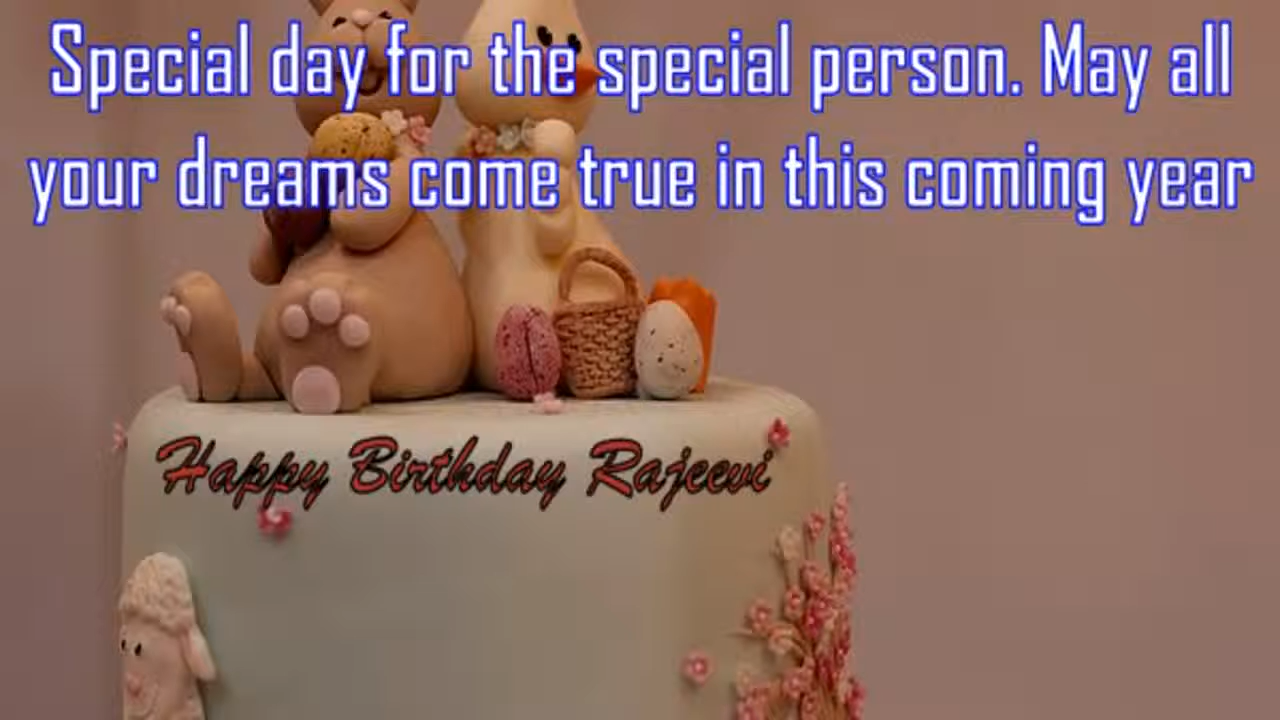 Special day for the special person. May all
your dreams come true in this coming year
Happy Birthday Rajeevi